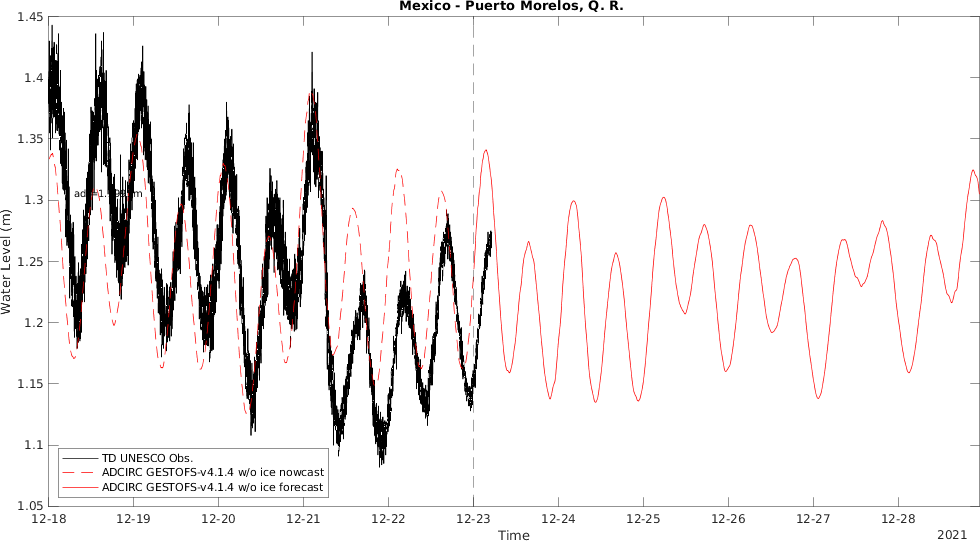 Mexico - Puerto Morelos, Q. R.
1.45
1.4
1.35
1.3
1.25
1.2
1.15
1.1
1.05
Water Level (m)
TD UNESCO Obs.
ADCIRC GESTOFS-v4.1.4 w/o ice nowcast
ADCIRC GESTOFS-v4.1.4 w/o ice forecast
12-18 12-19 12-20 12-21 12-22 12-23 12-24 12-25 12-26 12-27 12-28
Time
2021